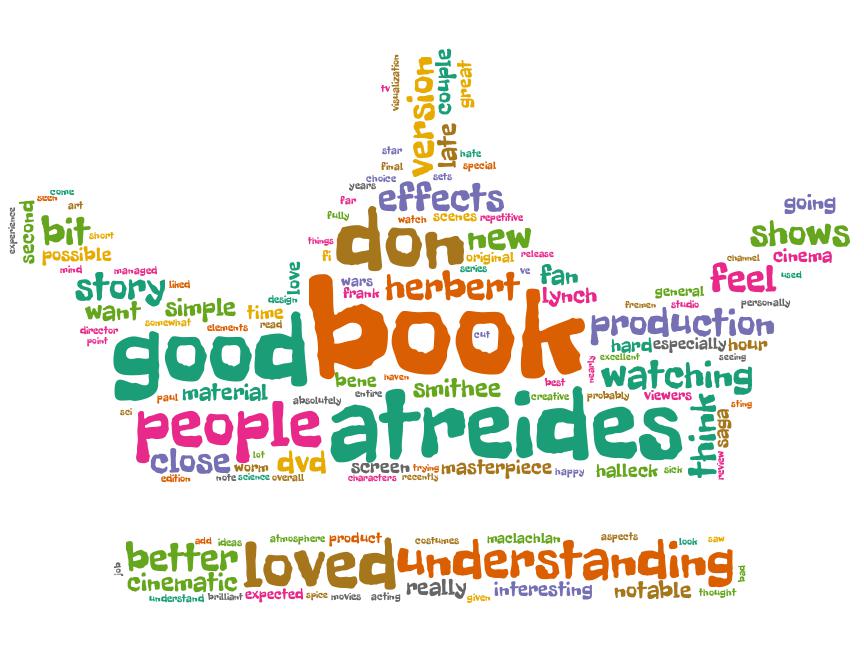 tv
visualization
version
couple
great
late
star
hate
final
special
choice
sets
years
effects
far
fully
watch scenes repetitive
don
new
things
fi
original release
series ve
come
seen
art
experience
second
bit
short
possible
mind managed
story liked
love
design
want simple time
somewhat
elements read
director
point
going
shows
channel cinema
feel used
general
fremen studio personally
wars
frank herbert
fan
lynch
book
cut
production
hard especially hour
nearly excellent seeing
good
watching
bene haven
smithee
best
paul material
entire
creative probably viewers
absolutely
sting
sci
people
atreides
think
saga
review
close
lot
worm dvd
screen trying masterpiece happy halleck sick
edition
note science overall
characters recently
add ideas
atmosphere product
costumes
maclachlan
aspects
look saw
job
better
cinematic
loved
understanding
bad
really
interesting
notable thought
understand brilliant expected spice movies acting
given